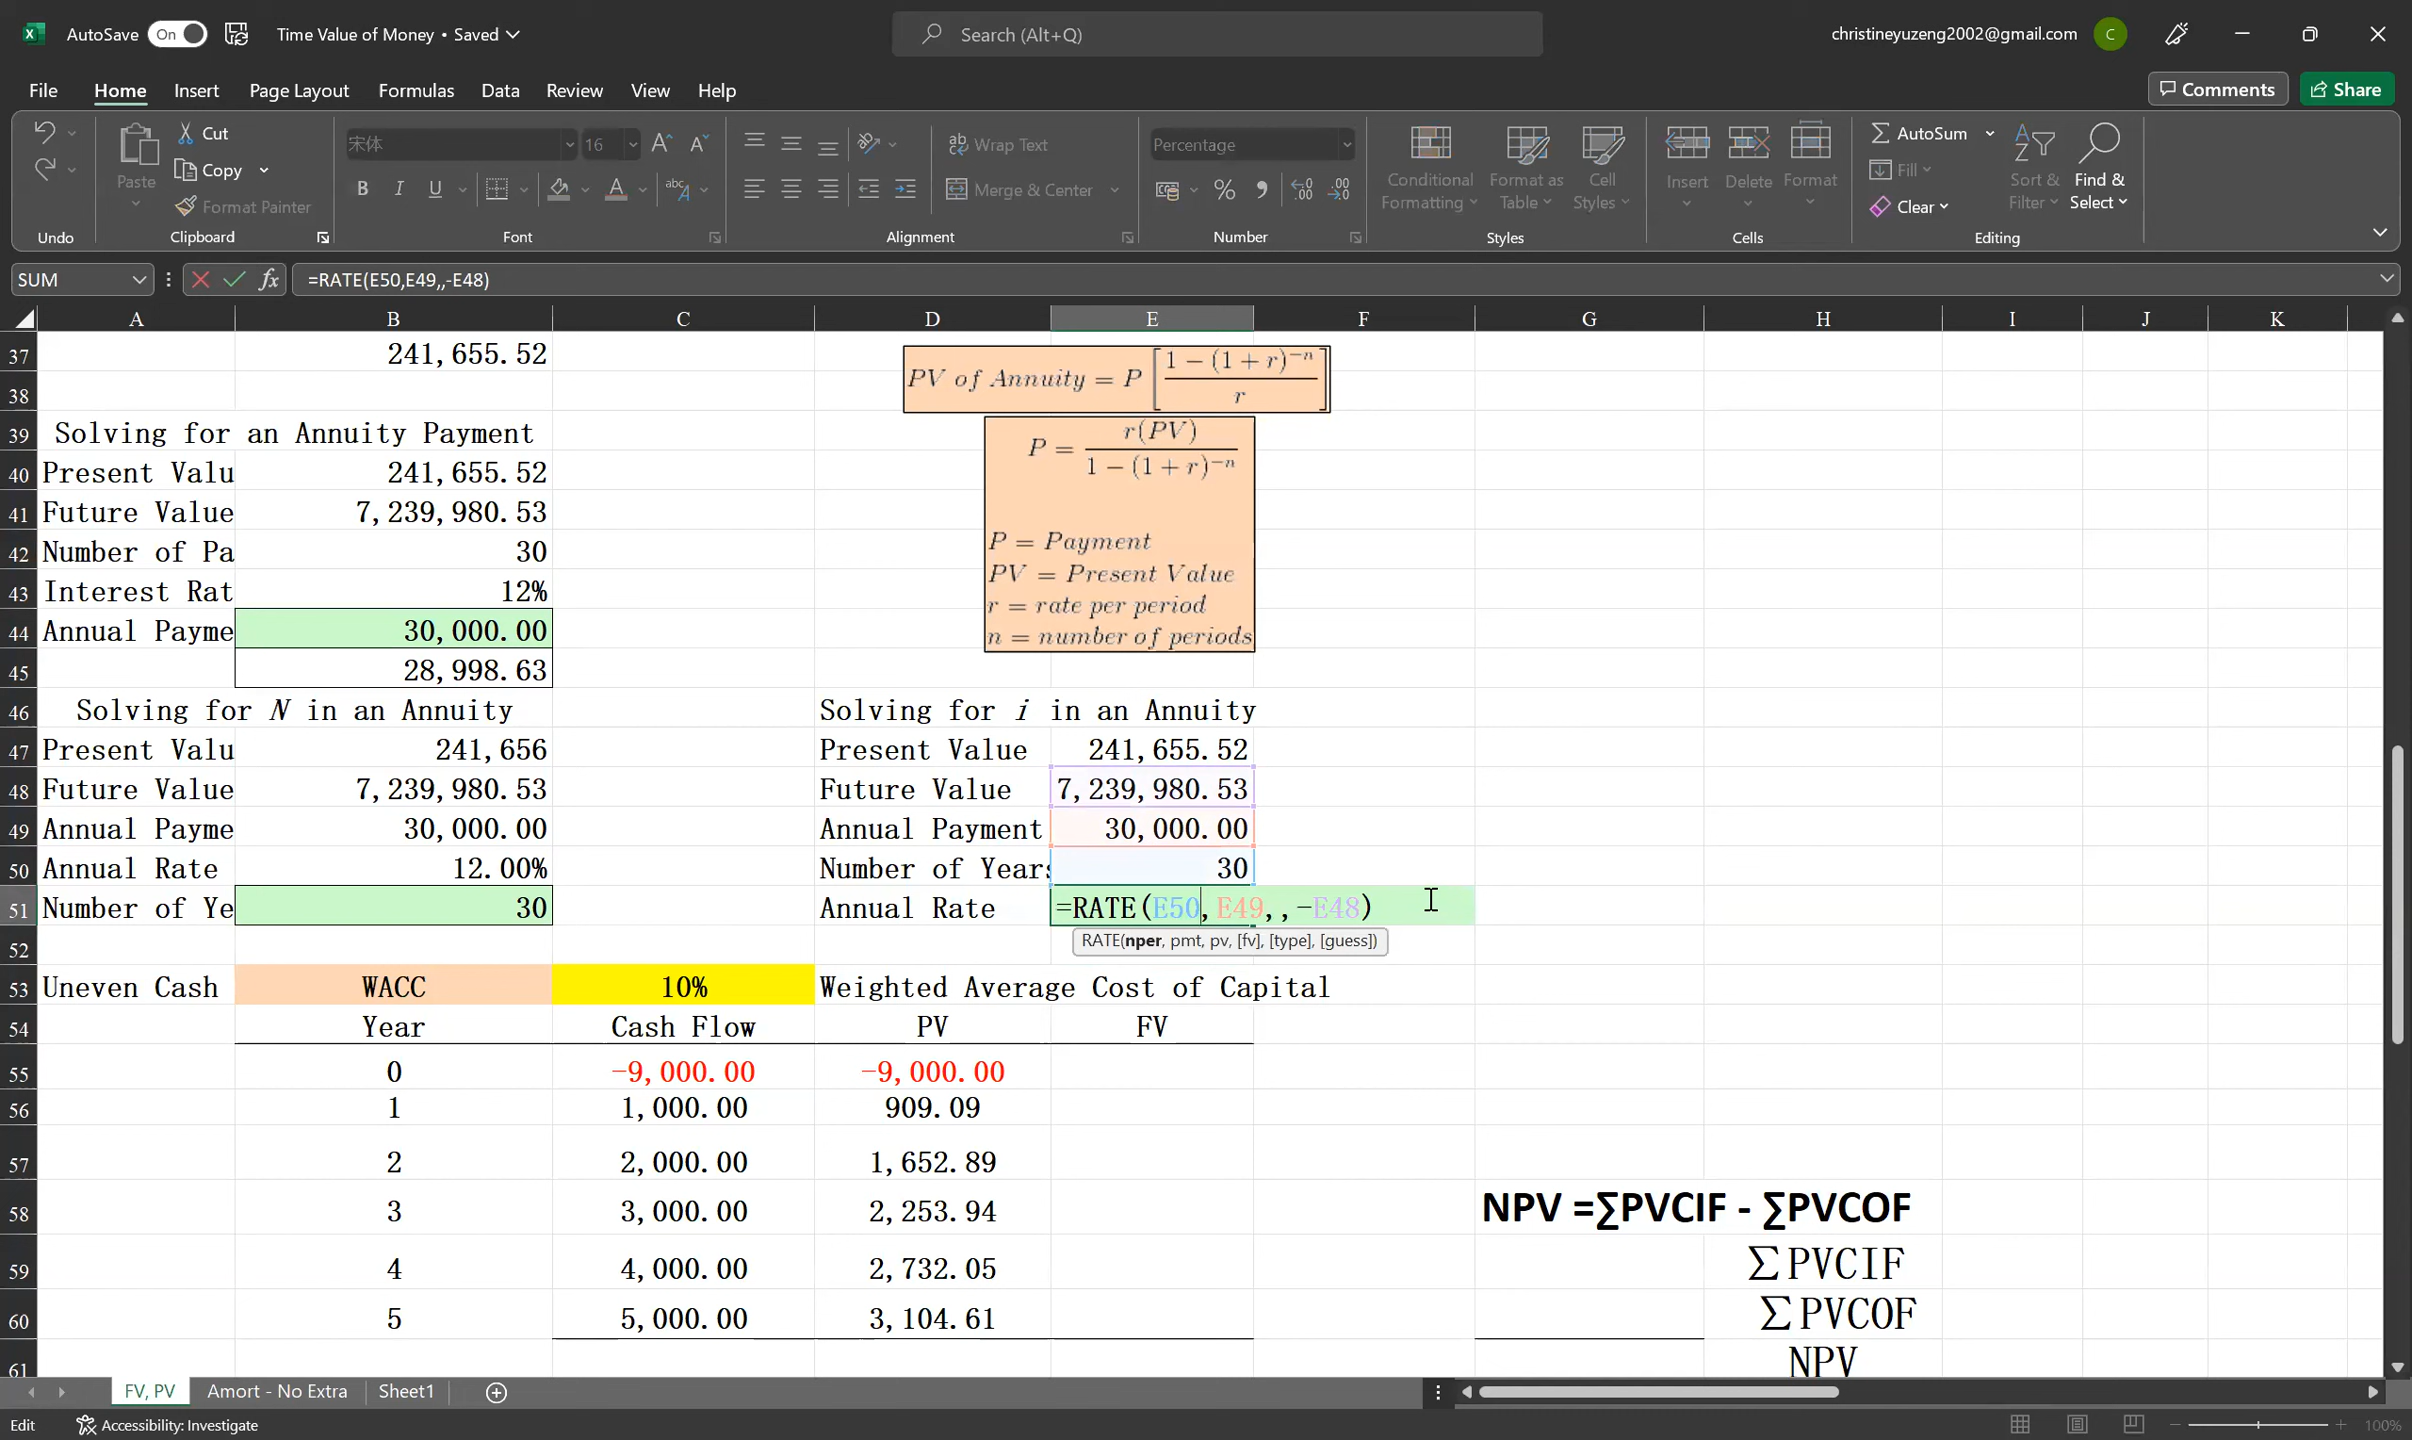 AutoSave On Time Value of Money • Saved Search (Alt+Q) christineyuzeng2002@gmail.com C
File Home Insert Page Layout Formulas Data Review View Help Comments Share
Undo
Paste Cut Copy Format Painter Clipboard
宋体 16 B I U A abc Font
ab Wrap Text Merge & Center Alignment
Percentage % Number
Conditional Formatting Format as Table Cell Styles Styles
Insert Delete Format Cells
AutoSum Fill Clear Sort & Filter Find & Select Editing
SUM fx =RATE(E50,E49,,-E48)
A B C D E F G H I J K
37 241,655.52
PV of Annuity = P [ 1 − (1 + r)−n / r ]
38
39 Solving for an Annuity Payment
P = r(PV) / 1 − (1 + r)−n
40 Present Valu 241,655.52
41 Future Value 7,239,980.53
42 Number of Pa 30 P = Payment
PV = Present Value
43 Interest Rat 12% r = rate per period
44 Annual Payme 30,000.00 n = number of periods
45 28,998.63
46 Solving for N in an Annuity Solving for i in an Annuity
47 Present Valu 241,656 Present Value 241,655.52
48 Future Value 7,239,980.53 Future Value 7,239,980.53
49 Annual Payme 30,000.00 Annual Payment 30,000.00
50 Annual Rate 12.00% Number of Years 30
51 Number of Ye 30 Annual Rate =RATE(E50,E49,,-E48)
RATE(nper, pmt, pv, [fv], [type], [guess])
52
53 Uneven Cash WACC 10% Weighted Average Cost of Capital
54 Year Cash Flow PV FV
55 0 -9,000.00 -9,000.00
56 1 1,000.00 909.09
57 2 2,000.00 1,652.89
58 3 3,000.00 2,253.94 NPV =∑PVCIF - ∑PVCOF
59 4 4,000.00 2,732.05 ∑PVCIF
60 5 5,000.00 3,104.61 ∑PVCOF
61 NPV
FV, PV Amort - No Extra Sheet1
Edit Accessibility: Investigate 100%